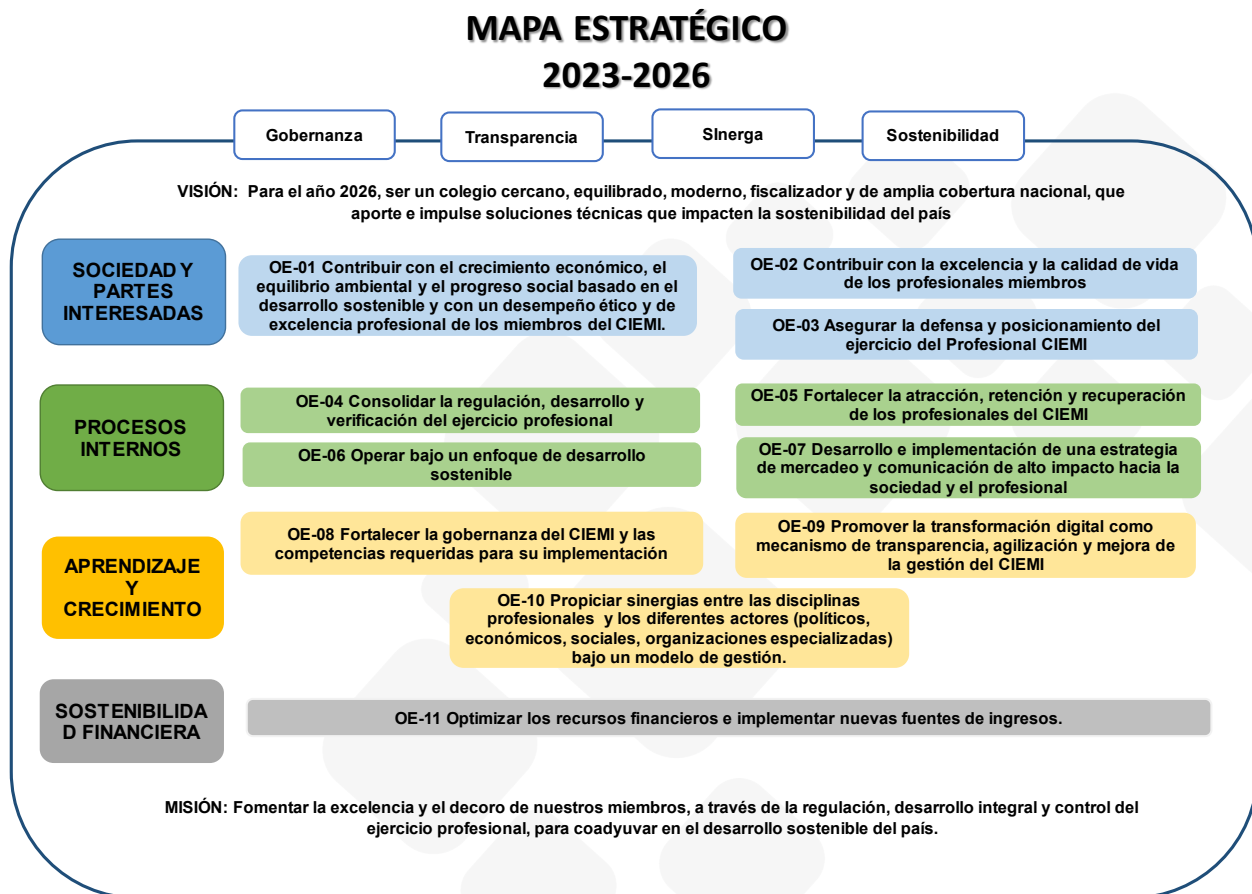 MAPA ESTRATÉGICO
2023-2026
Gobernanza
Transparencia
SInerga
Sostenibilidad
VISIÓN: Para el año 2026, ser un colegio cercano, equilibrado, moderno, fiscalizador y de amplia cobertura nacional, que
aporte e impulse soluciones técnicas que impacten la sostenibilidad del país
SOCIEDAD Y
PARTES
INTERESADAS
OE-01 Contribuir con el crecimiento económico, el
equilibrio ambiental y el progreso social basado en el
desarrollo sostenible y con un desempeño ético y de
excelencia profesional de los miembros del CIEMI.
OE-02 Contribuir con la excelencia y la calidad de vida
de los profesionales miembros
OE-03 Asegurar la defensa y posicionamiento del
ejercicio del Profesional CIEMI
PROCESOS
INTERNOS
OE-04 Consolidar la regulación, desarrollo y
verificación del ejercicio profesional
OE-05 Fortalecer la atracción, retención y recuperación
de los profesionales del CIEMI
OE-06 Operar bajo un enfoque de desarrollo
sostenible
OE-07 Desarrollo e implementación de una estrategia
de mercadeo y comunicación de alto impacto hacia la
sociedad y el profesional
APRENDIZAJE
Y
CRECIMIENTO
OE-08 Fortalecer la gobernanza del CIEMI y las
competencias requeridas para su implementación
OE-09 Promover la transformación digital como
mecanismo de transparencia, agilización y mejora de
la gestión del CIEMI
OE-10 Propiciar sinergias entre las disciplinas
profesionales y los diferentes actores (políticos,
económicos, sociales, organizaciones especializadas)
bajo un modelo de gestión.
SOSTENIBILIDA
D FINANCIERA
OE-11 Optimizar los recursos financieros e implementar nuevas fuentes de ingresos.
MISIÓN: Fomentar la excelencia y el decoro de nuestros miembros, a través de la regulación, desarrollo integral y control del
ejercicio profesional, para coadyuvar en el desarrollo sostenible del país.